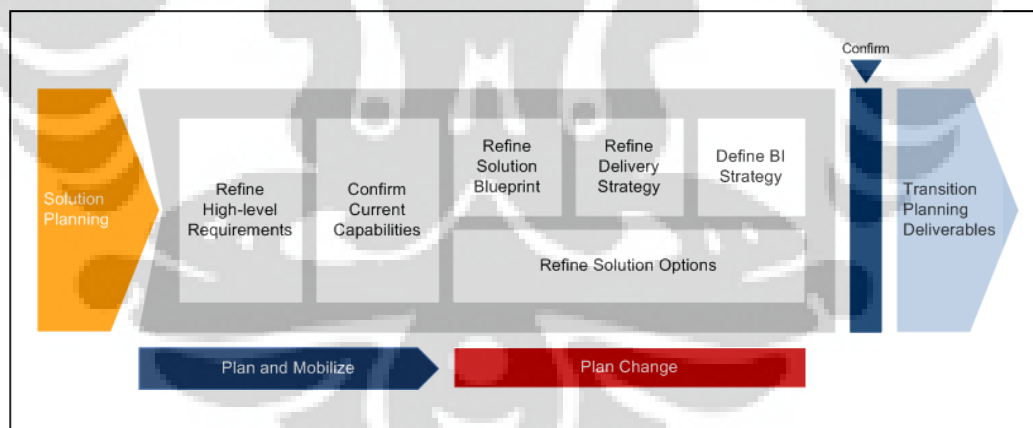 Confirm
Solution
Planning
Refine
High-level
Requirements
Confirm
Current
Capabilities
Refine
Solution
Blueprint
Refine
Delivery
Strategy
Define BI
Strategy
Refine Solution Options
Transition
Planning
Deliverables
Plan and Mobilize
Plan Change